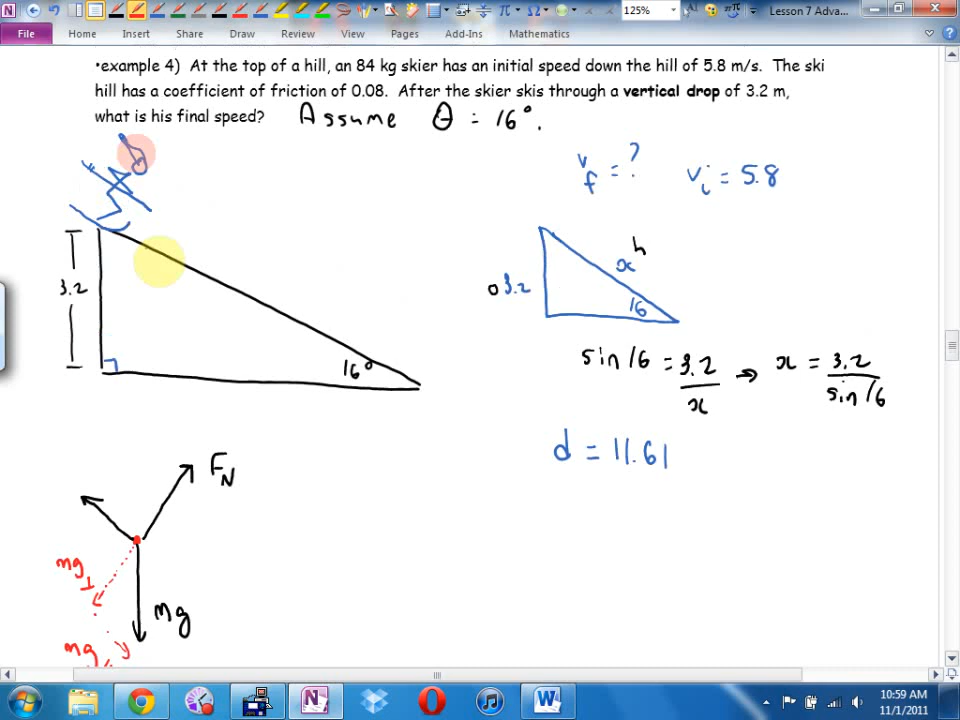 125%
Lesson 7 Adva...
File Home Insert Share Draw Review View Pages Add-Ins Mathematics
•example 4) At the top of a hill, an 84 kg skier has an initial speed down the hill of 5.8 m/s. The ski
hill has a coefficient of friction of 0.08. After the skier skis through a vertical drop of 3.2 m,
what is his final speed? Assume θ = 16°.
vf = ? vi = 5.8
h
x
3.2
o 3.2
16
16°
sin 16 = 3.2/x → x = 3.2/sin 16
d = 11.61
FN
mg⊥
mg
mg
10:59 AM
11/1/2011